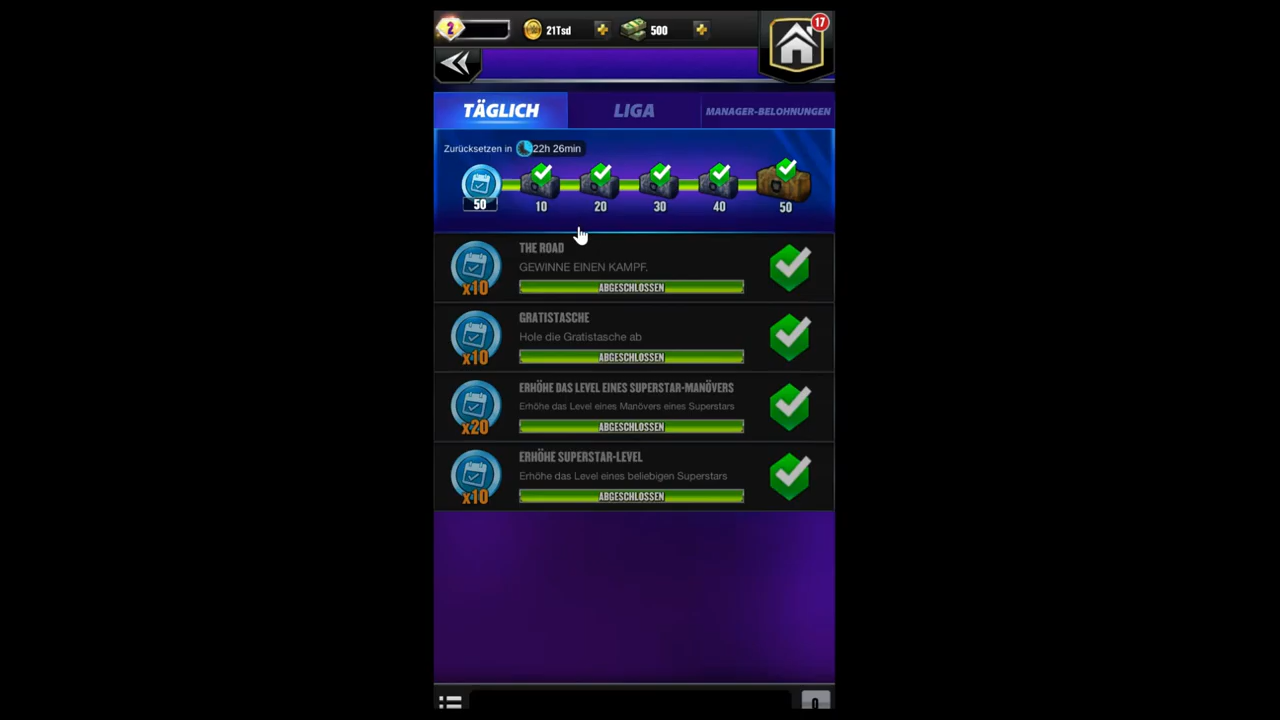 2
21Tsd
500
17
TÄGLICH
LIGA
MANAGER-BELOHNUNGEN
Zurücksetzen in 22h 26min
50
10
20
30
40
50
THE ROAD
GEWINNE EINEN KAMPF.
x10
ABGESCHLOSSEN
GRATISTASCHE
Hole die Gratistasche ab
x10
ABGESCHLOSSEN
ERHÖHE DAS LEVEL EINES SUPERSTAR-MANÖVERS
Erhöhe das Level eines Manövers eines Superstars
x20
ABGESCHLOSSEN
ERHÖHE SUPERSTAR-LEVEL
Erhöhe das Level eines beliebigen Superstars
x10
ABGESCHLOSSEN
0